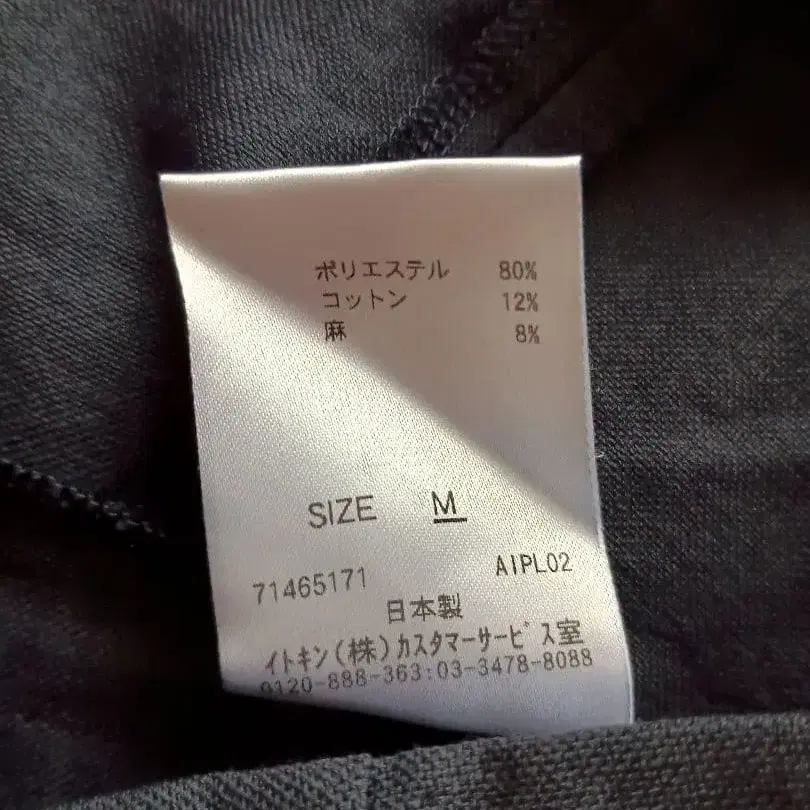 ポリエステル 80%
コットン 12%
麻 8%
SIZE M
71465171 AIPL02
日本製
イトキン(株)カスタマーサービス室
0120-888-363:03-3478-8088